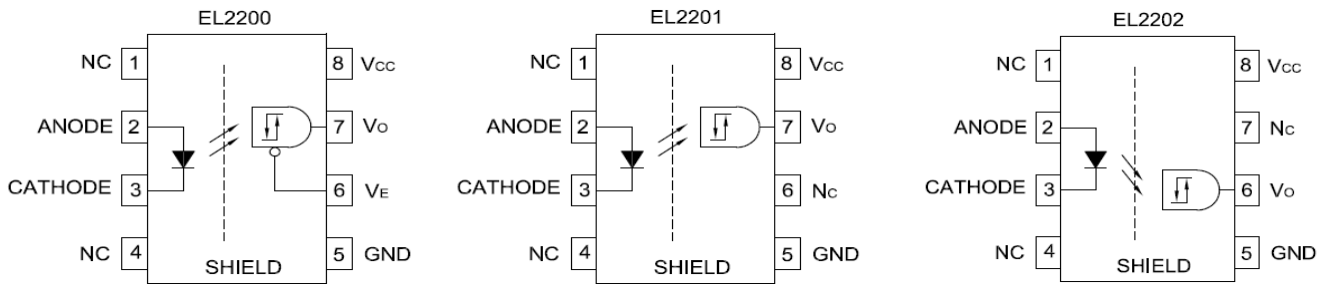 EL2200
NC 1 8 VCC
ANODE 2 7 VO
CATHODE 3 6 VE
NC 4 5 GND
SHIELD
EL2201
NC 1 8 VCC
ANODE 2 7 VO
CATHODE 3 6 NC
NC 4 5 GND
SHIELD
EL2202
NC 1 8 VCC
ANODE 2 7 NC
CATHODE 3 6 VO
NC 4 5 GND
SHIELD